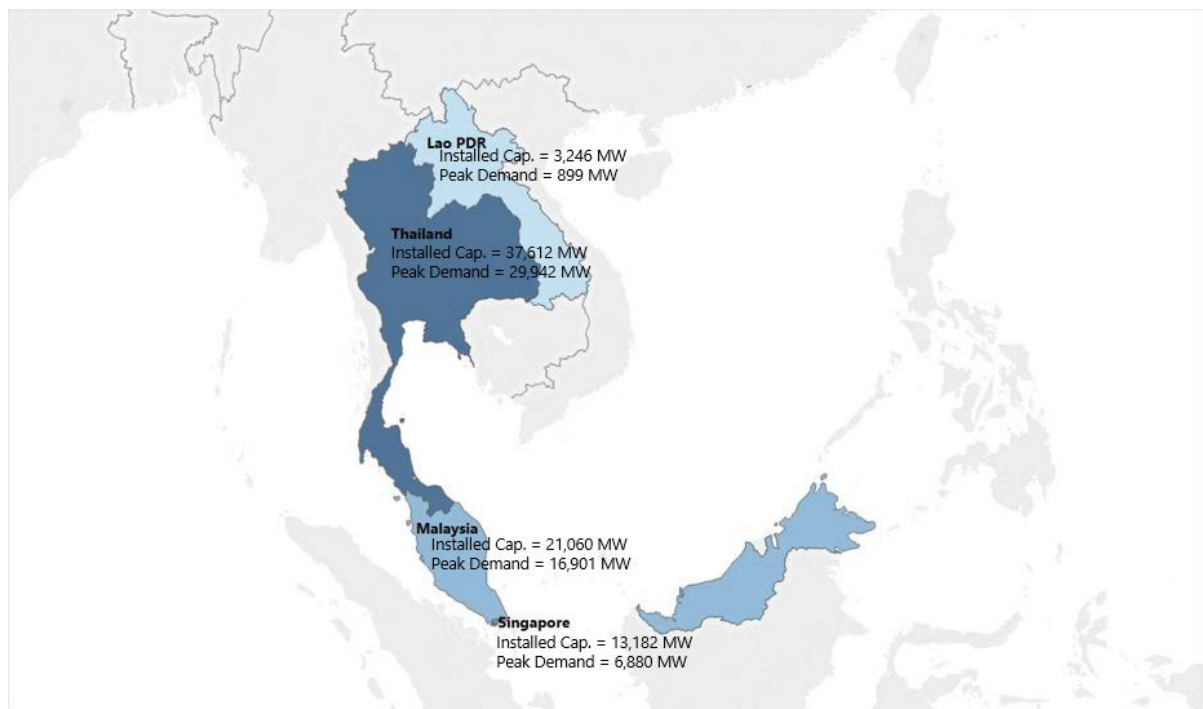 Lao PDR
Installed Cap. = 3,246 MW
Peak Demand = 899 MW
Thailand
Installed Cap. = 37,612 MW
Peak Demand = 29,942 MW
Malaysia
Installed Cap. = 21,060 MW
Peak Demand = 16,901 MW
Singapore
Installed Cap. = 13,182 MW
Peak Demand = 6,880 MW